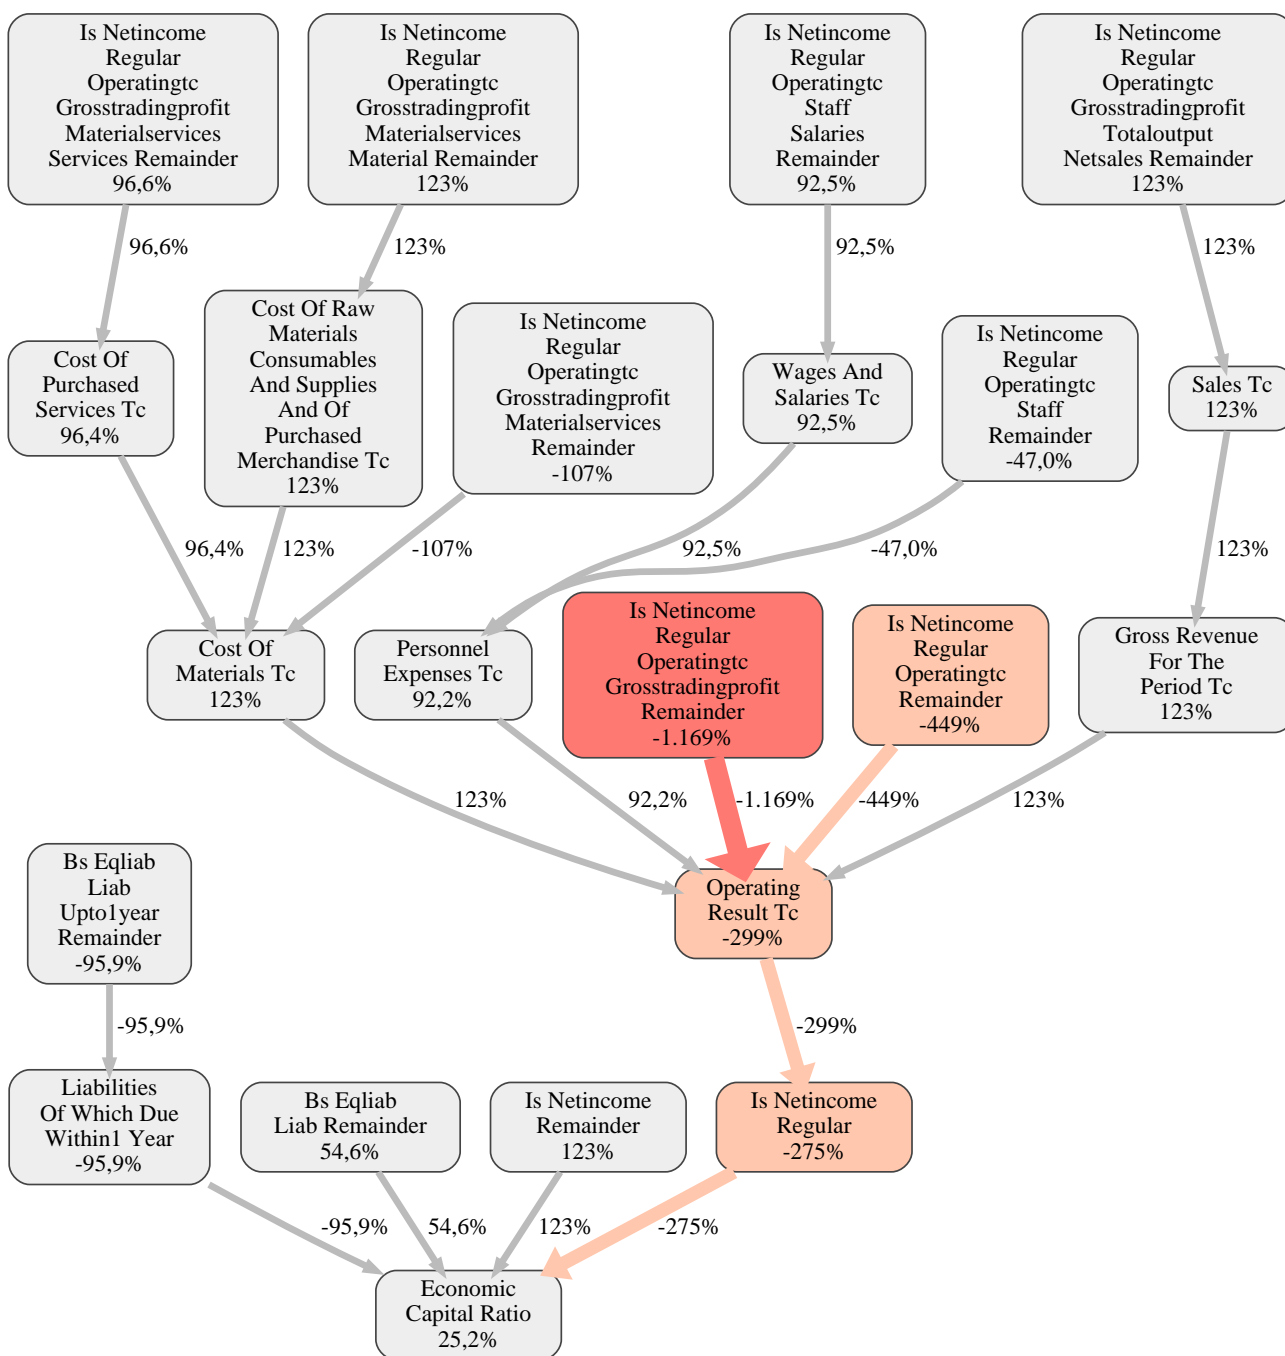 Is Netincome
Regular
Operatingtc
Grosstradingprofit
Materialservices
Services Remainder
96,6%
Is Netincome
Regular
Operatingtc
Grosstradingprofit
Materialservices
Material Remainder
123%
Is Netincome
Regular
Operatingtc
Staff
Salaries
Remainder
92,5%
Is Netincome
Regular
Operatingtc
Grosstradingprofit
Totaloutput
Netsales Remainder
123%
96,6%
123%
92,5%
123%
Cost Of
Purchased
Services Tc
96,4%
Cost Of Raw
Materials
Consumables
And Supplies
And Of
Purchased
Merchandise Tc
123%
Is Netincome
Regular
Operatingtc
Grosstradingprofit
Materialservices
Remainder
-107%
Wages And
Salaries Tc
92,5%
Is Netincome
Regular
Operatingtc
Staff
Remainder
-47,0%
Sales Tc
123%
96,4%
123%
-107%
92,5%
-47,0%
123%
Cost Of
Materials Tc
123%
Personnel
Expenses Tc
92,2%
Is Netincome
Regular
Operatingtc
Grosstradingprofit
Remainder
-1.169%
Is Netincome
Regular
Operatingtc
Remainder
-449%
Gross Revenue
For The
Period Tc
123%
123%
92,2%
-1.169%
-449%
123%
Bs Eqliab
Liab
Upto1year
Remainder
-95,9%
Operating
Result Tc
-299%
-95,9%
-299%
Liabilities
Of Which Due
Within1 Year
-95,9%
Bs Eqliab
Liab Remainder
54,6%
Is Netincome
Remainder
123%
Is Netincome
Regular
-275%
-95,9%
54,6%
123%
-275%
Economic
Capital Ratio
25,2%